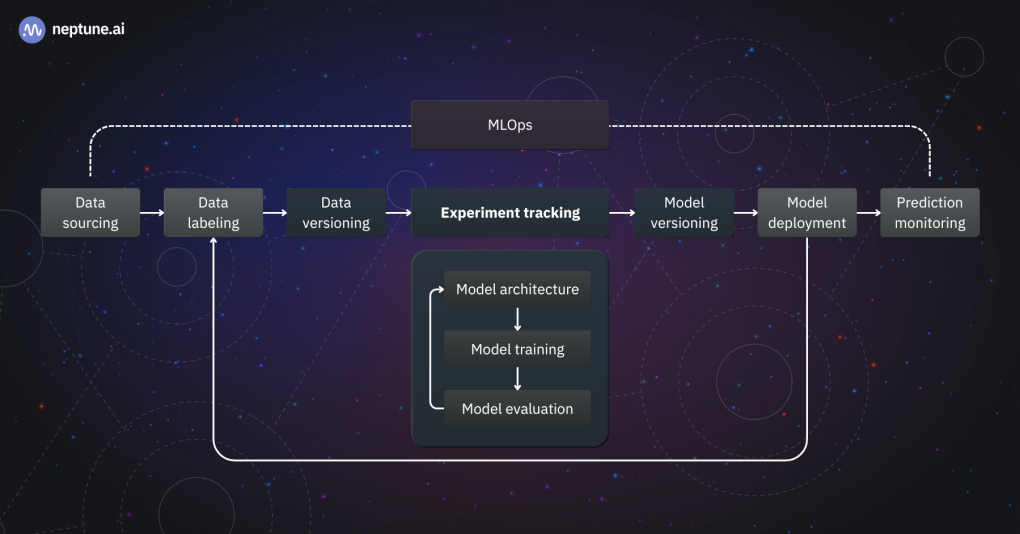 neptune.ai
MLOps
Data
sourcing
Data
labeling
Data
versioning
Experiment tracking
Model
versioning
Model
deployment
Prediction
monitoring
Model architecture
Model training
Model evaluation